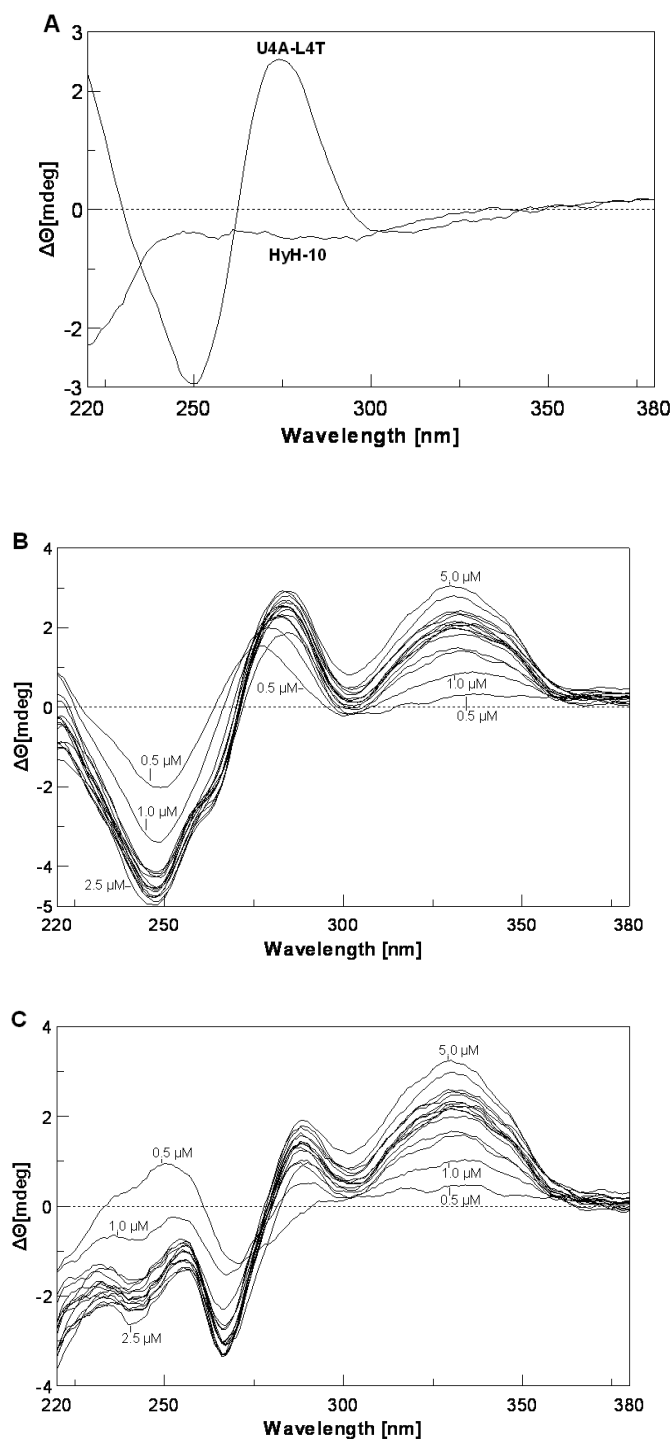 A
3
U4A-L4T
2
0
HyH-10
-2
-3
ΔΘ[mdeg]
220
250
300
350
380
Wavelength [nm]
B
4
5.0 µM
2
0.5 µM
1.0 µM
0
0.5 µM
0.5 µM
-2
1.0 µM
-4
2.5 µM
-5
ΔΘ[mdeg]
220
250
300
350
380
Wavelength [nm]
C
4
5.0 µM
2
0.5 µM
1.0 µM
0
0.5 µM
1.0 µM
-2
2.5 µM
-4
ΔΘ[mdeg]
220
250
300
350
380
Wavelength [nm]